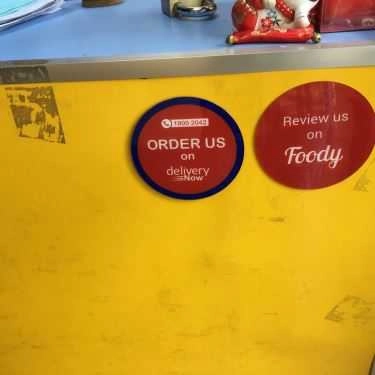 1900 2042
ORDER US
on
delivery
Now
Review us
on
Foody